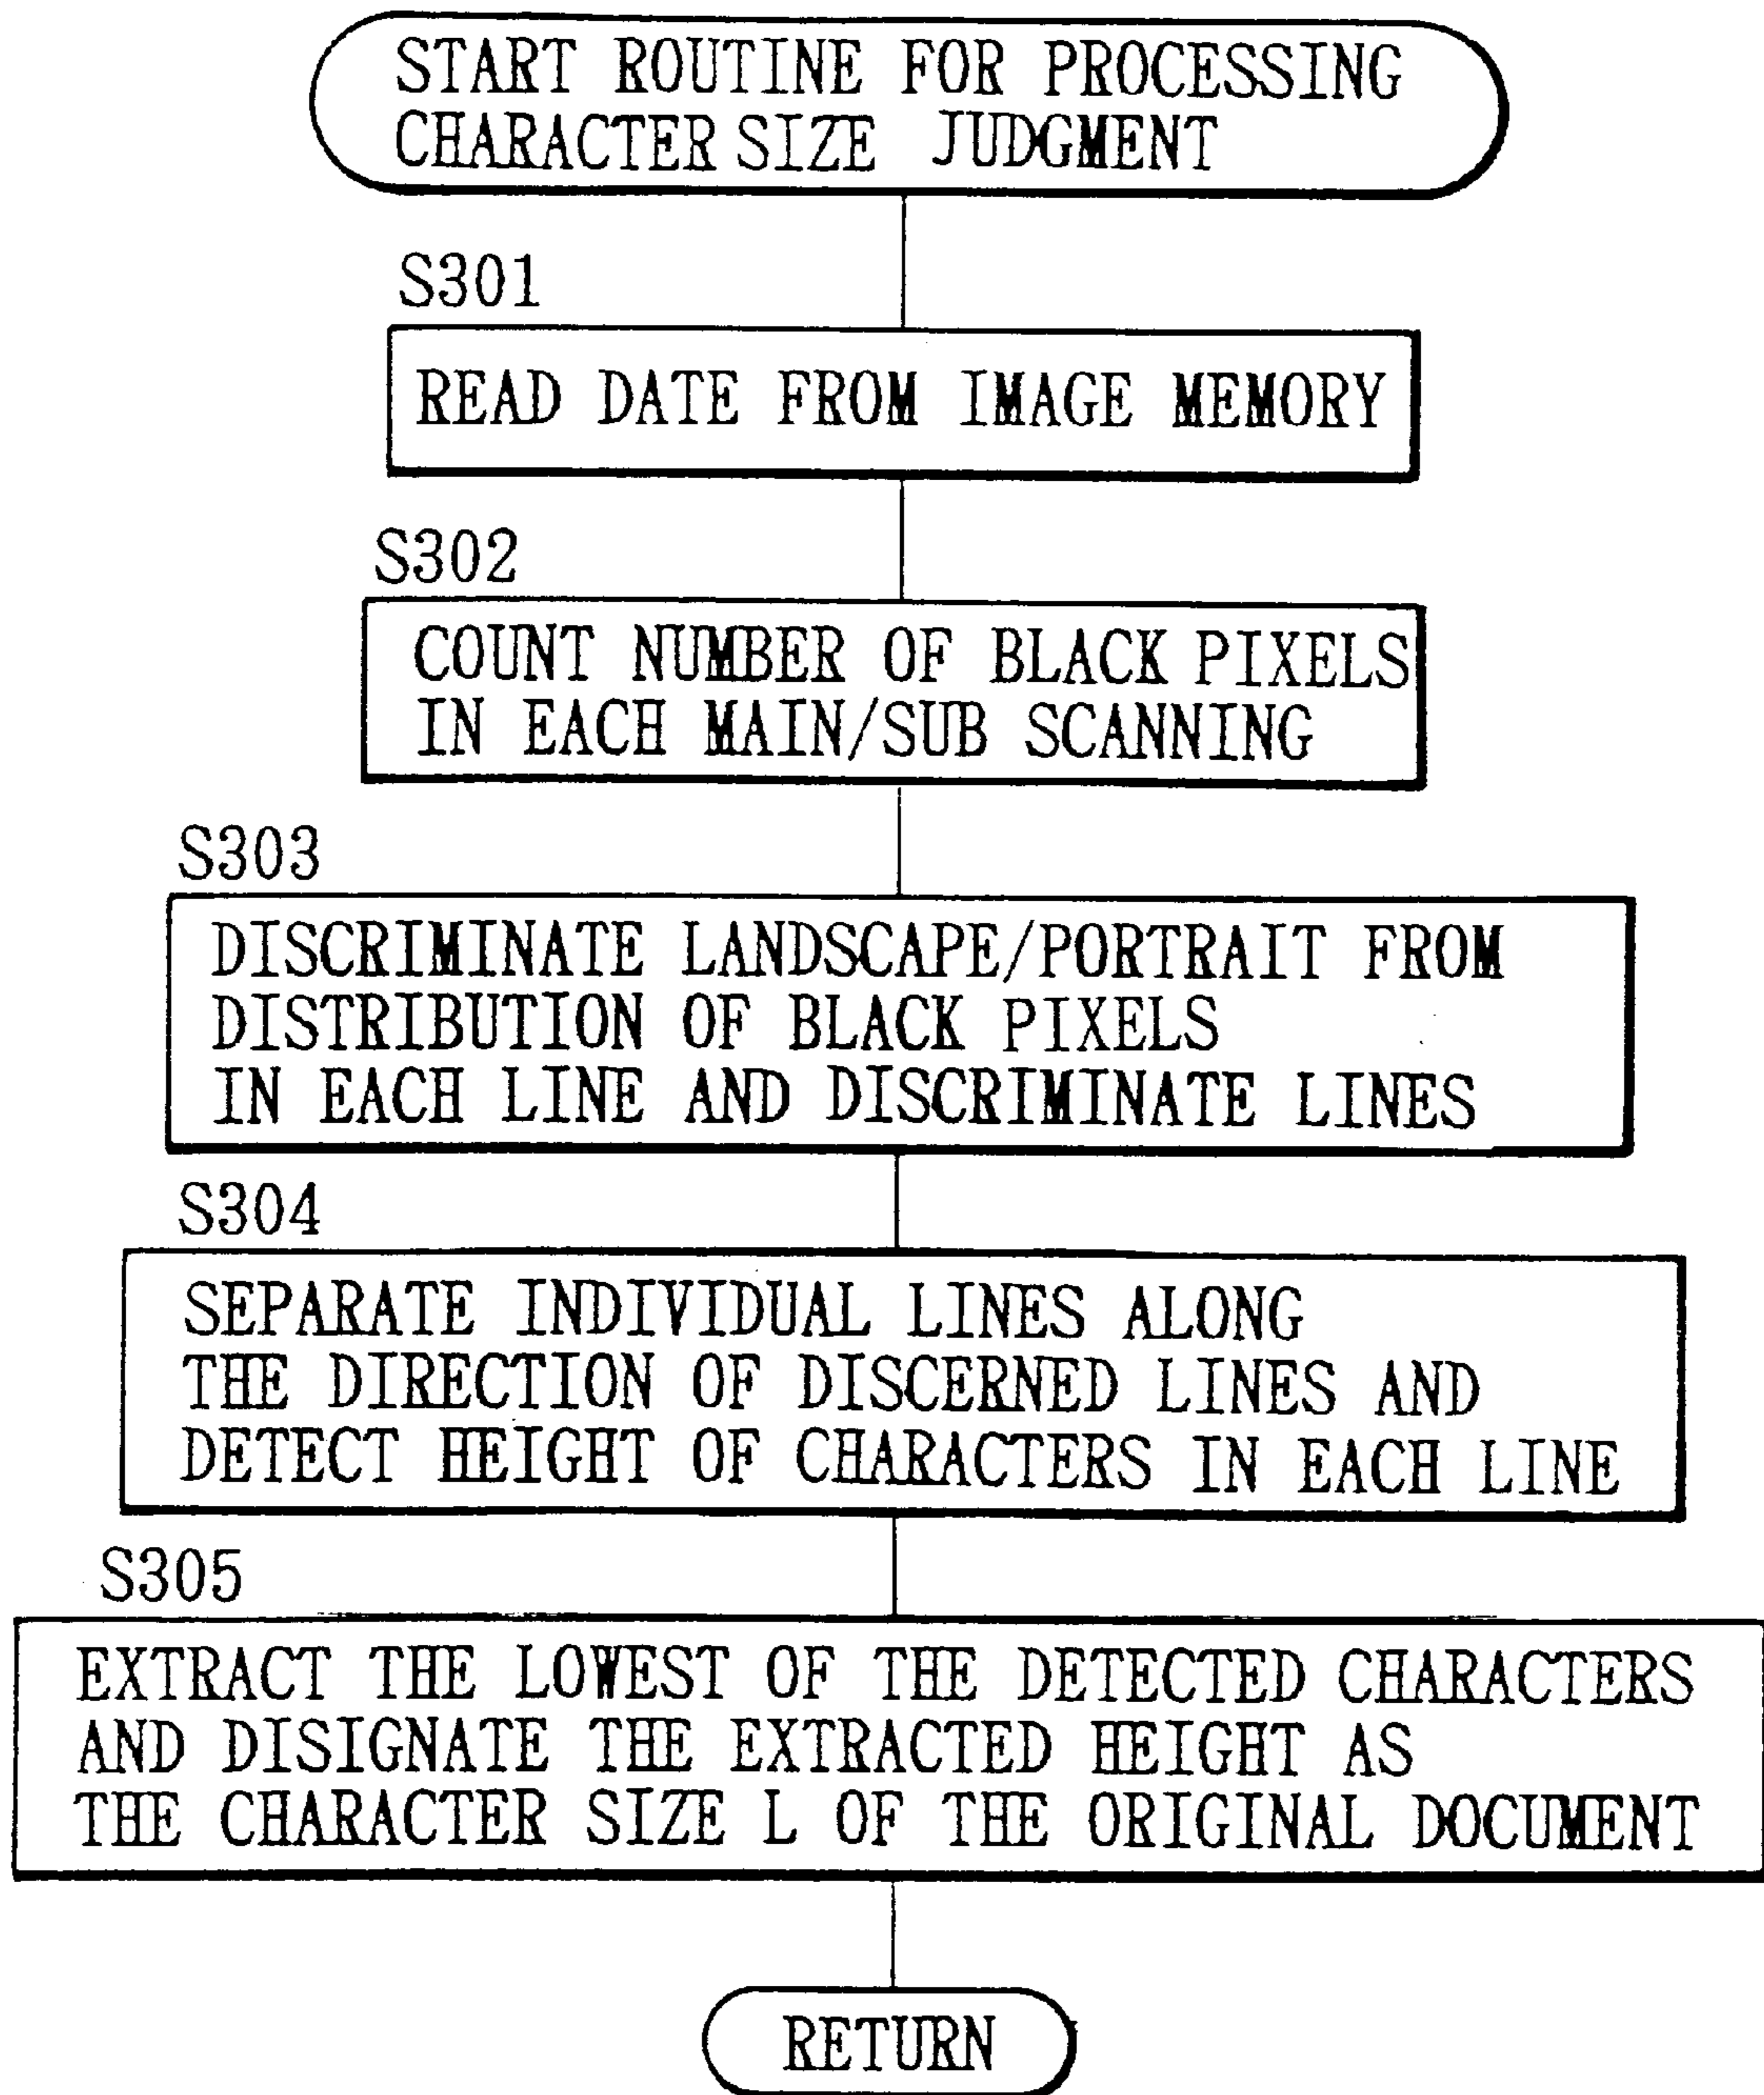 START ROUTINE FOR PROCESSING
CHARACTER SIZE JUDGMENT
S301
READ DATE FROM IMAGE MEMORY
S302
COUNT NUMBER OF BLACK PIXELS
IN EACH MAIN/SUB SCANNING
S303
DISCRIMINATE LANDSCAPE/PORTRAIT FROM
DISTRIBUTION OF BLACK PIXELS
IN EACH LINE AND DISCRIMINATE LINES
S304
SEPARATE INDIVIDUAL LINES ALONG
THE DIRECTION OF DISCERNED LINES AND
DETECT HEIGHT OF CHARACTERS IN EACH LINE
S305
EXTRACT THE LOWEST OF THE DETECTED CHARACTERS
AND DISIGNATE THE EXTRACTED HEIGHT AS
THE CHARACTER SIZE L OF THE ORIGINAL DOCUMENT
RETURN